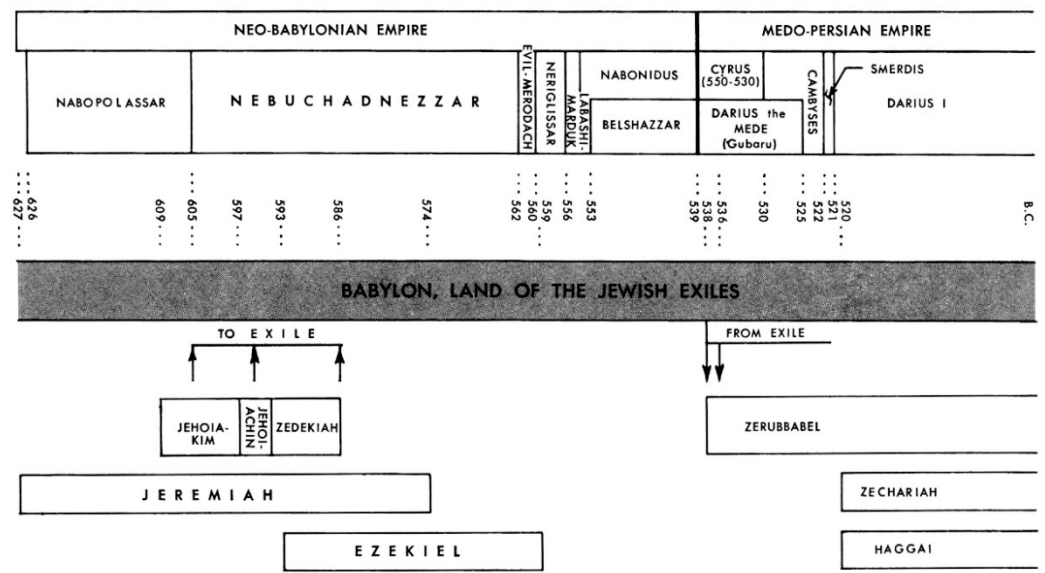 NEO-BABYLONIAN EMPIRE
MEDO-PERSIAN EMPIRE
NABOPOLASSAR
NEBUCHADNEZZAR
EVIL-MERODACH
NERIGLISSAR
LABASHI-
MARDUK
NABONIDUS
BELSHAZZAR
CYRUS
(550-530)
DARIUS the
MEDE
(Gubaru)
CAMBYSES
SMERDIS
DARIUS I
627
626
609
605
597
593
586
574
562
560
559
556
553
539
538
536
530
525
522
521
520
B.C.
BABYLON, LAND OF THE JEWISH EXILES
TO EXILE
FROM EXILE
JEHOIA-
KIM
JEHOI-
ACHIN
ZEDEKIAH
ZERUBBABEL
JEREMIAH
ZECHARIAH
EZEKIEL
HAGGAI